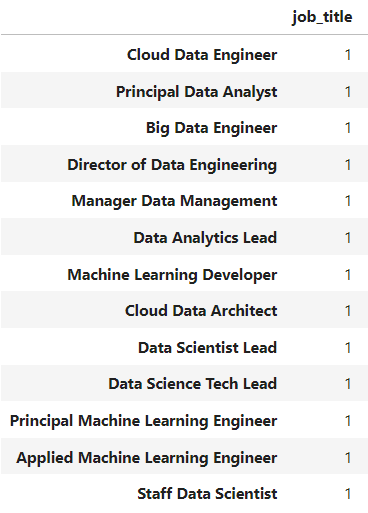 job_title
Cloud Data Engineer 1
Principal Data Analyst 1
Big Data Engineer 1
Director of Data Engineering 1
Manager Data Management 1
Data Analytics Lead 1
Machine Learning Developer 1
Cloud Data Architect 1
Data Scientist Lead 1
Data Science Tech Lead 1
Principal Machine Learning Engineer 1
Applied Machine Learning Engineer 1
Staff Data Scientist 1